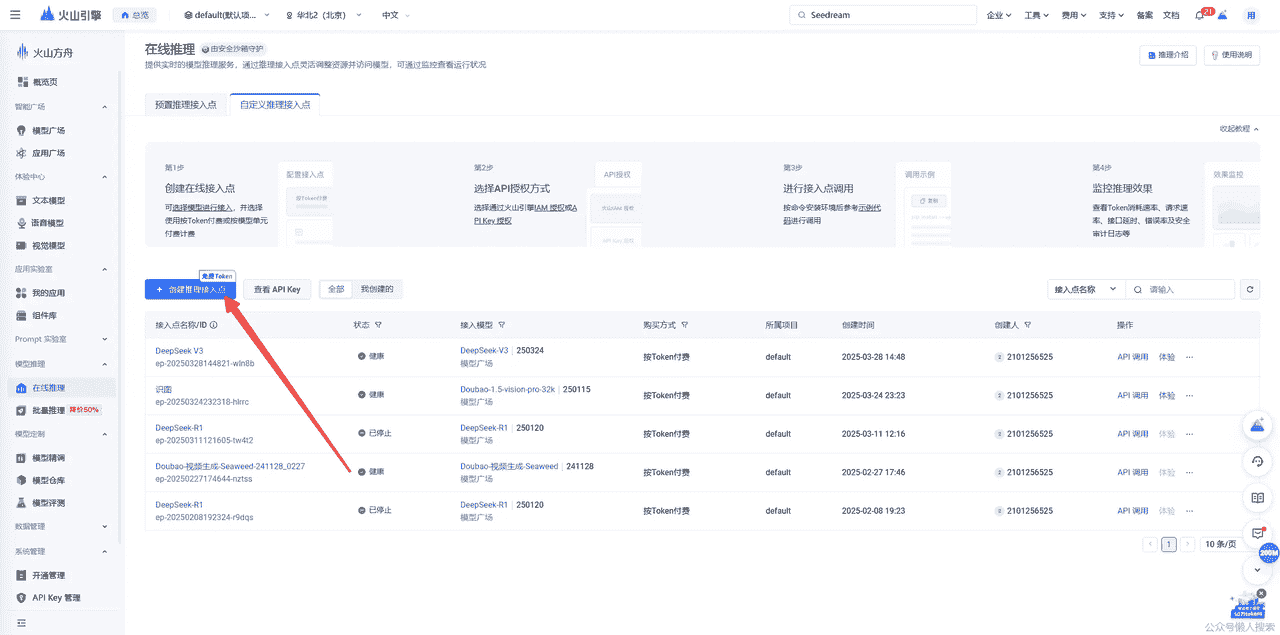 火山引擎
总览
default(默认项...
华北2（北京）
中文
Seedream
企业
工具
费用
支持
备案
文档
21
用
火山方舟
概览页
智能广场
模型广场
应用广场
体验中心
文本模型
语音模型
视觉模型
应用实验室
我的应用
组件库
Prompt 实验室
模型推理
在线推理
批量推理 降价50%
模型定制
模型精调
模型仓库
模型评测
数据管理
系统管理
开通管理
API Key 管理
在线推理 由安全沙箱守护
提供实时的模型推理服务，通过推理接入点灵活调整资源并访问模型，可通过监控查看运行状况
推理介绍
使用说明
预置推理接入点
自定义推理接入点
收起教程
第1步
创建在线接入点
可选择模型进行接入，并选择
使用按Token付费或按模型单元
付费计费
配置接入点
按Token付费
第2步
选择API授权方式
选择通过火山引擎IAM 授权或A
PI Key 授权
API授权
火山IAM 授权
API Key 授权
第3步
进行接入点调用
按命令安装环境后参考示例代
码进行调用
调用示例
复制
第4步
监控推理效果
查看Token消耗速率、请求速
率、接口延时、错误率及安全
审计日志等
效果监控
免费Token
+ 创建推理接入点
查看 API Key
全部
我创建的
接入点名称
请输入
接入点名称/ID 状态 接入模型 购买方式 所属项目 创建时间 创建人 操作
DeepSeek V3 DeepSeek-V3 | 250324
健康 按Token付费 default 2025-03-28 14:48 2 2101256525 API 调用 体验 ...
ep-20250328144821-wln8b 模型广场
识图 Doubao-1.5-vision-pro-32k | 250115
健康 按Token付费 default 2025-03-24 23:23 2 2101256525 API 调用 体验 ...
ep-20250324232318-hlrrc 模型广场
DeepSeek-R1 DeepSeek-R1 | 250120
已停止 按Token付费 default 2025-03-11 12:16 2 2101256525 API 调用 体验 ...
ep-20250311121605-tw4t2 模型广场
Doubao-视频生成-Seaweed-241128_0227 Doubao-视频生成-Seaweed | 241128
健康 按Token付费 default 2025-02-27 17:46 2 2101256525 API 调用 体验 ...
ep-20250227174644-nztss 模型广场
DeepSeek-R1 DeepSeek-R1 | 250120
已停止 按Token付费 default 2025-02-08 19:23 2 2101256525 API 调用 体验 ...
ep-20250208192324-r9dqs 模型广场
1
10 条/页
200M
公众号懒人搜索